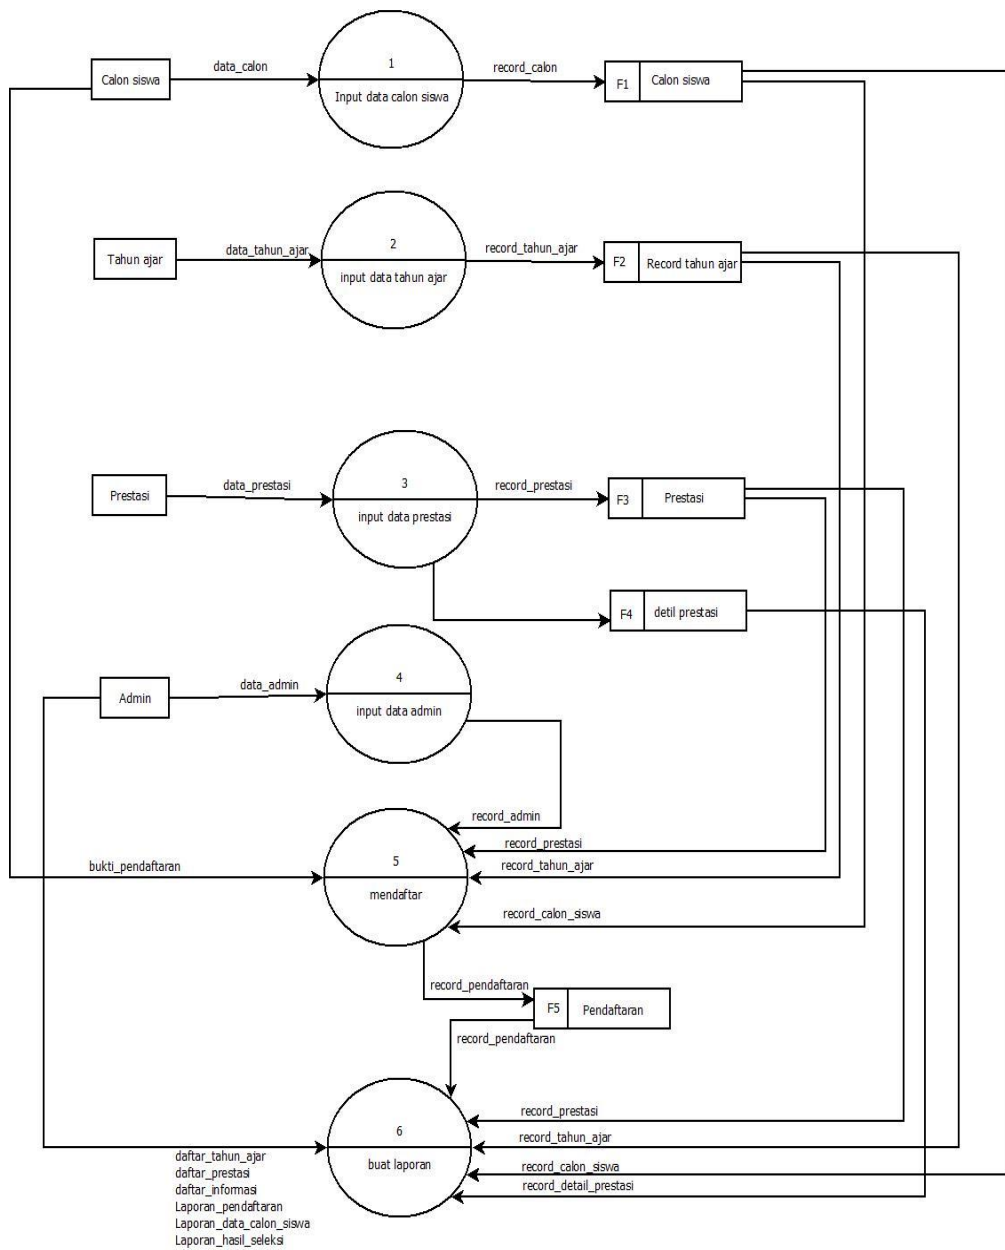 Calon siswa
data_calon
1
Input data calon siswa
record_calon
F1
Calon siswa
Tahun ajar
data_tahun_ajar
2
input data tahun ajar
record_tahun_ajar
F2
Record tahun ajar
Prestasi
data_prestasi
3
input data prestasi
record_prestasi
F3
Prestasi
F4
detil prestasi
Admin
data_admin
4
input data admin
record_admin
bukti_pendaftaran
5
mendaftar
record_prestasi
record_tahun_ajar
record_calon_siswa
record_pendaftaran
F5
Pendaftaran
record_pendaftaran
6
buat laporan
record_prestasi
record_tahun_ajar
record_calon_siswa
record_detail_prestasi
daftar_tahun_ajar
daftar_prestasi
daftar_informasi
Laporan_pendaftaran
Laporan_data_calon_siswa
Laporan_hasil_seleksi